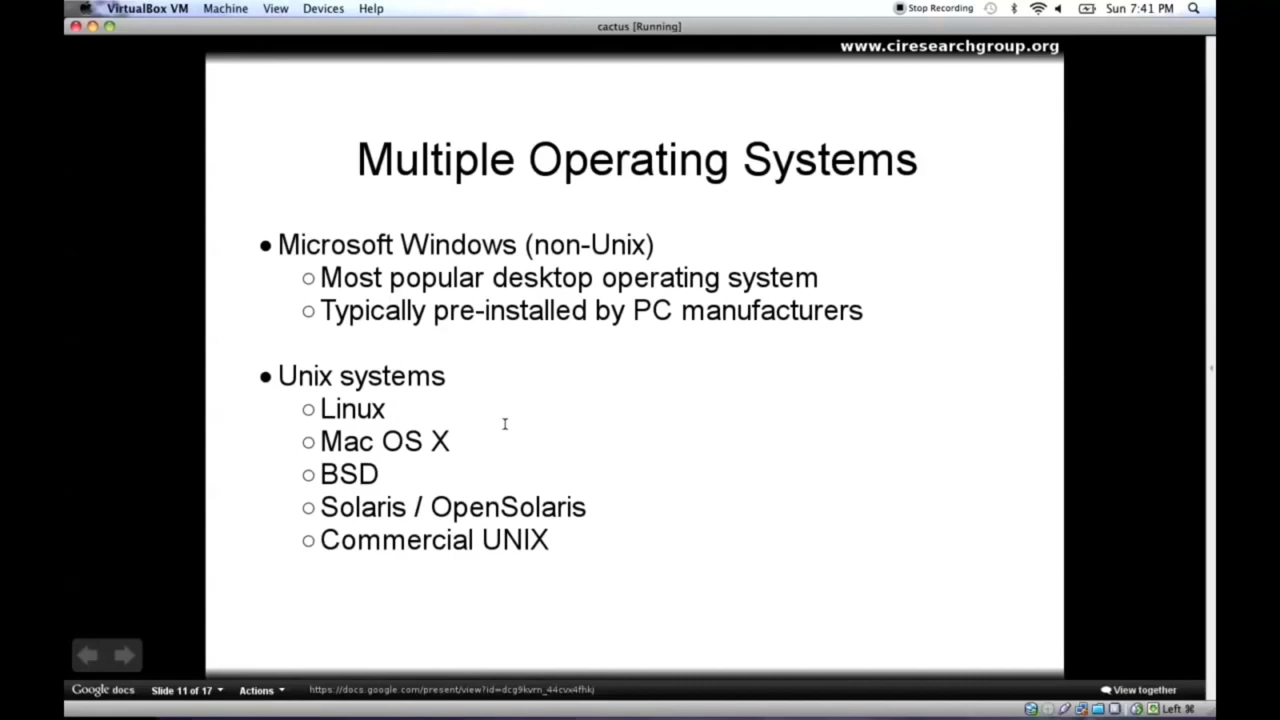 VirtualBox VM Machine View Devices Help Stop Recording Sun 7:41 PM
cactus [Running]
www.ciresearchgroup.org
Multiple Operating Systems
● Microsoft Windows (non-Unix)
○ Most popular desktop operating system
○ Typically pre-installed by PC manufacturers
● Unix systems
○ Linux
○ Mac OS X
○ BSD
○ Solaris / OpenSolaris
○ Commercial UNIX
Google docs Slide 11 of 17 Actions https://docs.google.com/present/view?id=dcg9kvrn_44cvx4fhkj View together
Left ⌘